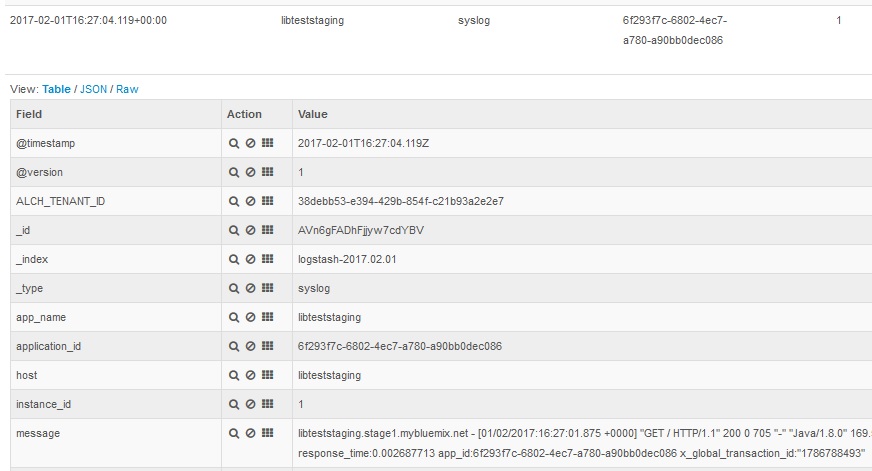 2017-02-01T16:27:04.119+00:00 libteststaging syslog 6f293f7c-6802-4ec7- 1
a780-a90bb0dec086
View: Table / JSON / Raw
Field Action Value
@timestamp 2017-02-01T16:27:04.119Z
@version 1
ALCH_TENANT_ID 38debb53-e394-429b-854f-c21b93a2e2e7
_id AVn6gFADhFjjyw7cdYBV
_index logstash-2017.02.01
_type syslog
app_name libteststaging
application_id 6f293f7c-6802-4ec7-a780-a90bb0dec086
host libteststaging
instance_id 1
message libteststaging.stage1.mybluemix.net - [01/02/2017:16:27:01.875 +0000] "GET / HTTP/1.1" 200 0 705 "-" "Java/1.8.0" 169.
response_time:0.002687713 app_id:6f293f7c-6802-4ec7-a780-a90bb0dec086 x_global_transaction_id:"1786788493"